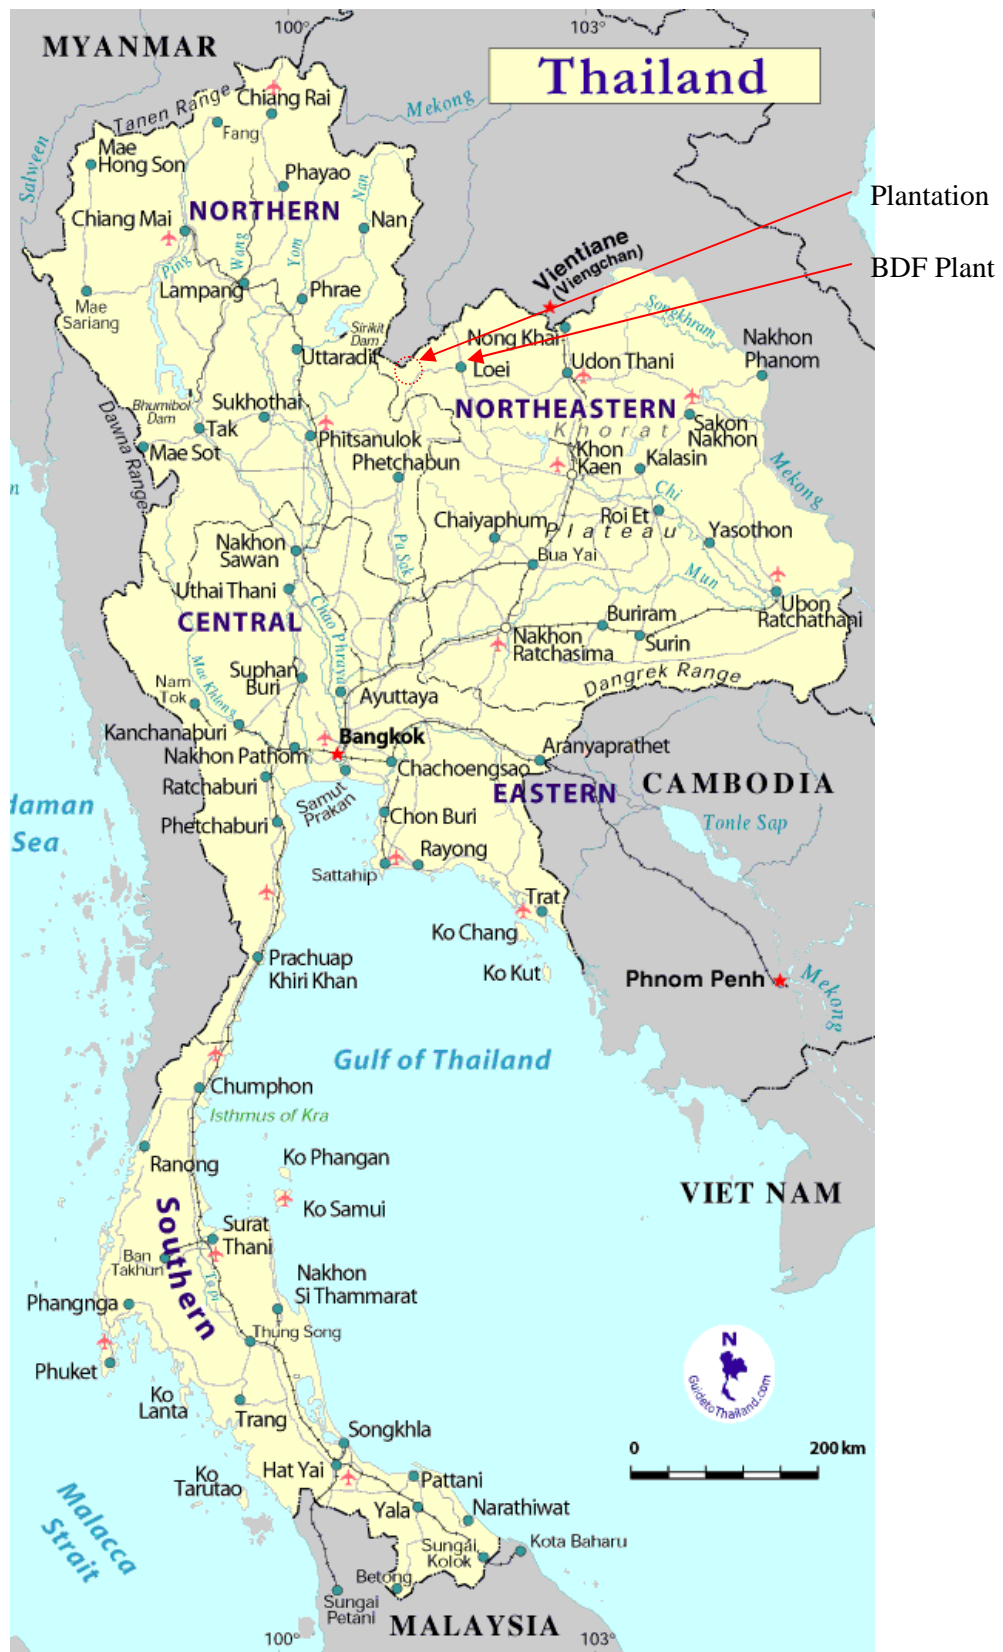 100°
103°
MYANMAR
Thailand
Tanen Range
Chiang Rai
Mekong
Fang
Salween
Mae
Hong Son
Phayao
Nan
Plantation
NORTHERN
Chiang Mai
Nan
Wang
Yom
Ping
Vientiane
(Viengchan)
BDF Plant
Lampang
Phrae
Mae
Sariang
Songkhram
Sirikit
Dam
Nong Khai
Nakhon
Phanom
Uttaradit
Loei
Udon Thani
Bhumibol
Dam
Sukhothai
NORTHEASTERN
Dawna Range
Tak
Phitsanulok
Khorat
Sakon
Nakhon
Mae Sot
Phetchabun
Khon
Kaen
Kalasin
Mekong
n
Chi
Chaiyaphum
Roi Et
Plateau
Yasothon
Nakhon
Sawan
Pa Sak
Bua Yai
Mun
Uthai Thani
Chao Phraya
Ubon
Ratchathani
CENTRAL
Buriram
Nakhon
Ratchasima
Surin
Mae Khlong
Suphan
Buri
Dangrek Range
Nam
Tok
Ayuttaya
Kanchanaburi
Bangkok
Nakhon Pathom
Aranyaprathet
Chachoengsao
Ratchaburi
CAMBODIA
Samut
Prakan
EASTERN
daman
Sea
Phetchaburi
Chon Buri
Tonle Sap
Rayong
Sattahip
Trat
Ko Chang
Prachuap
Khiri Khan
Ko Kut
Phnom Penh
Mekong
Gulf of Thailand
Chumphon
Isthmus of Kra
Ranong
Ko Phangan
VIET NAM
Ko Samui
Southern
Surat
Thani
Ban
Takhun
Tapi
Nakhon
Si Thammarat
Phangnga
Thung Song
N
Phuket
GuidetoThailand.com
Ko
Lanta
Trang
Songkhla
0
200 km
Hat Yai
Ko
Tarutao
Pattani
Malacca
Strait
Yala
Narathiwat
Sungai
Kolok
Kota Baharu
Betong
Sungai
Petani
MALAYSIA
100°
103°